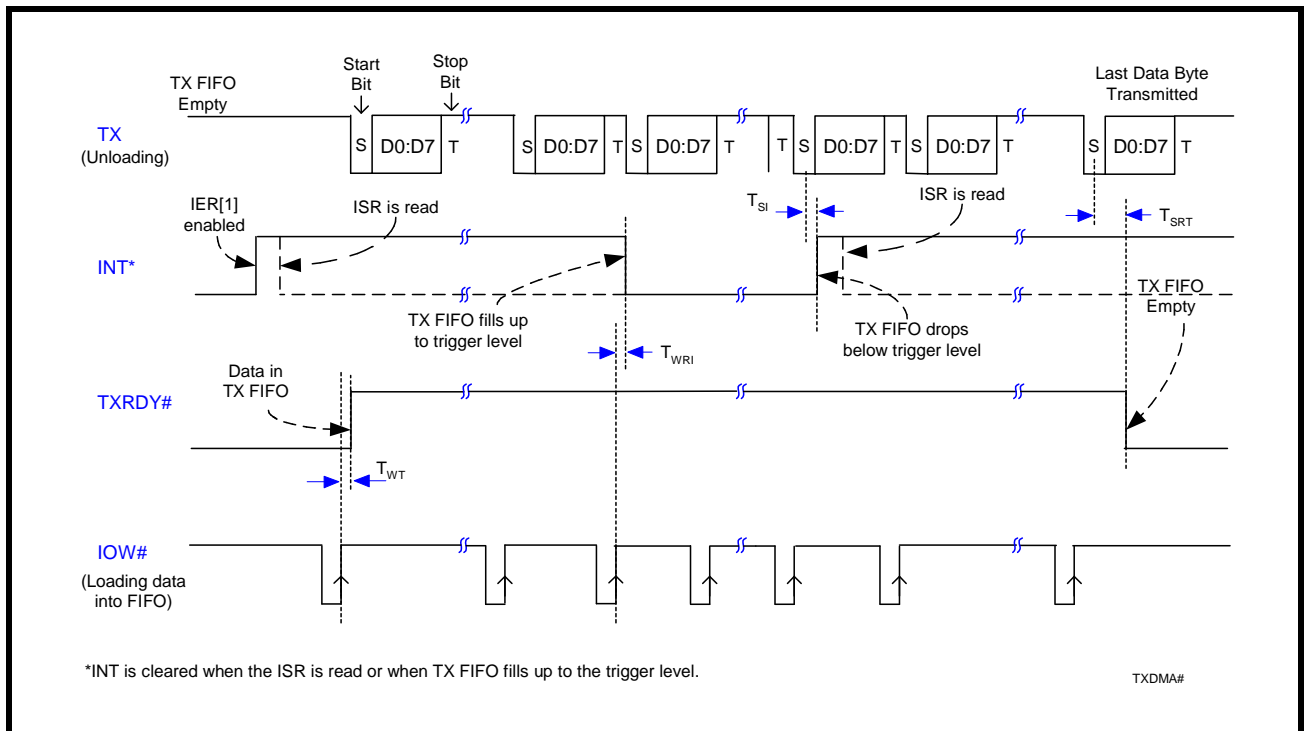 TX FIFO
Empty
Start
Bit
Stop
Bit
Last Data Byte
Transmitted
TX
(Unloading)
S D0:D7 T S D0:D7 T S D0:D7 T T S D0:D7 T S D0:D7 T S D0:D7 T
IER[1]
enabled
ISR is read
TSI
ISR is read
TSRT
INT*
TX FIFO fills up
to trigger level
TX FIFO drops
below trigger level
TX FIFO
Empty
TWRI
Data in
TX FIFO
TXRDY#
TWT
IOW#
(Loading data
into FIFO)
*INT is cleared when the ISR is read or when TX FIFO fills up to the trigger level.
TXDMA#